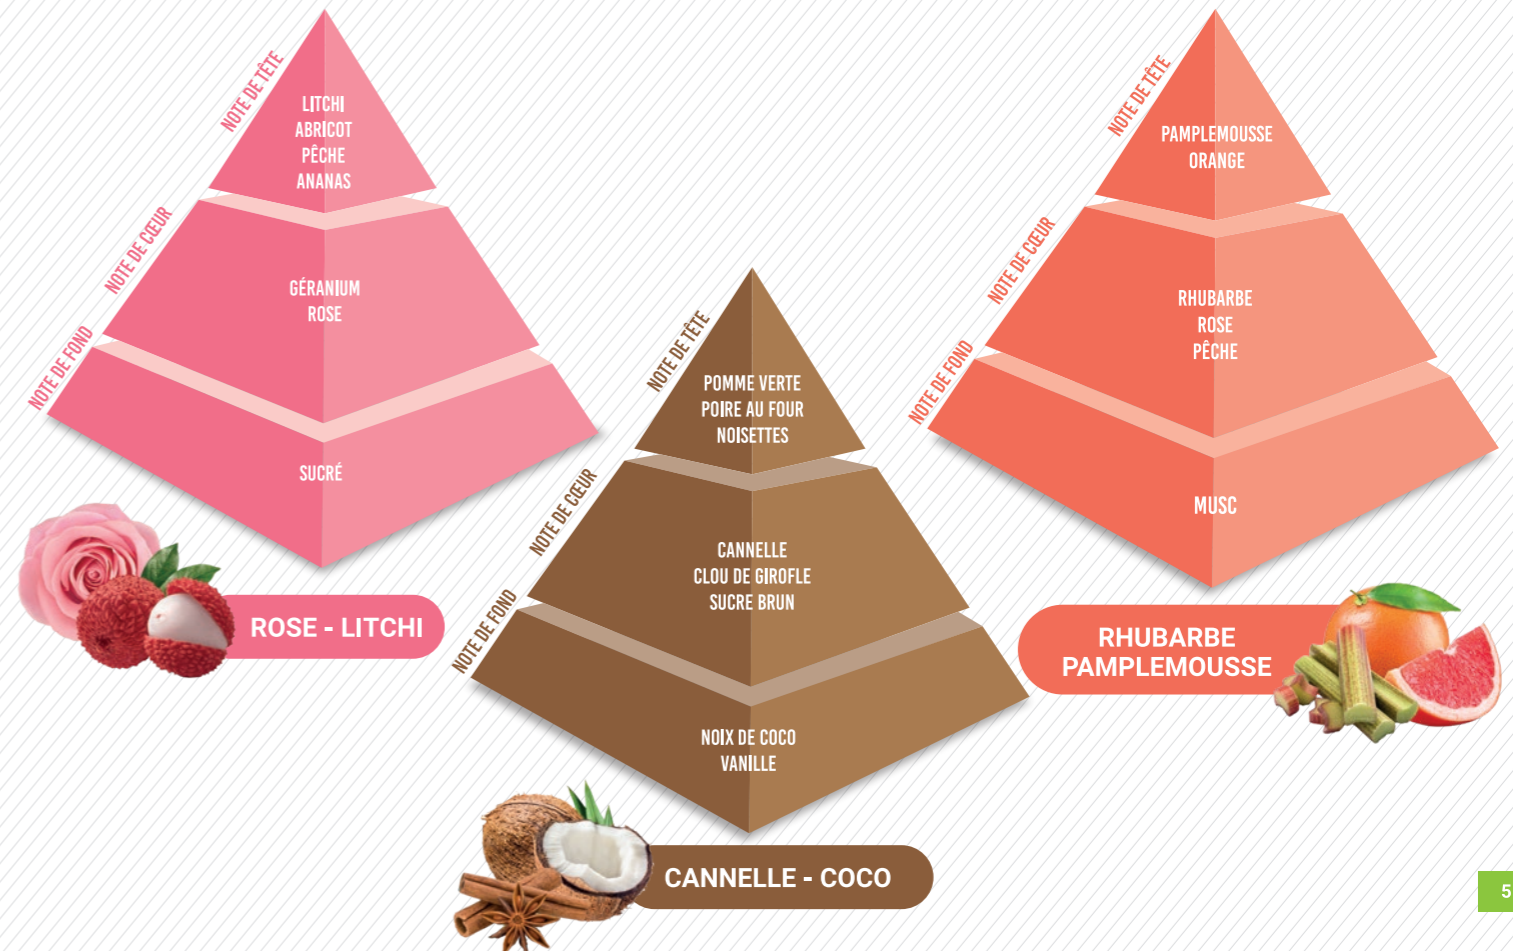 NOTE DE TÊTE
LITCHI
ABRICOT
PÊCHE
ANANAS
NOTE DE CŒUR
GÉRANIUM
ROSE
NOTE DE FOND
SUCRÉ
ROSE - LITCHI
NOTE DE TÊTE
POMME VERTE
POIRE AU FOUR
NOISETTES
NOTE DE CŒUR
CANNELLE
CLOU DE GIROFLE
SUCRE BRUN
NOTE DE FOND
NOIX DE COCO
VANILLE
CANNELLE - COCO
NOTE DE TÊTE
PAMPLEMOUSSE
ORANGE
NOTE DE CŒUR
RHUBARBE
ROSE
PÊCHE
NOTE DE FOND
MUSC
RHUBARBE
PAMPLEMOUSSE
5